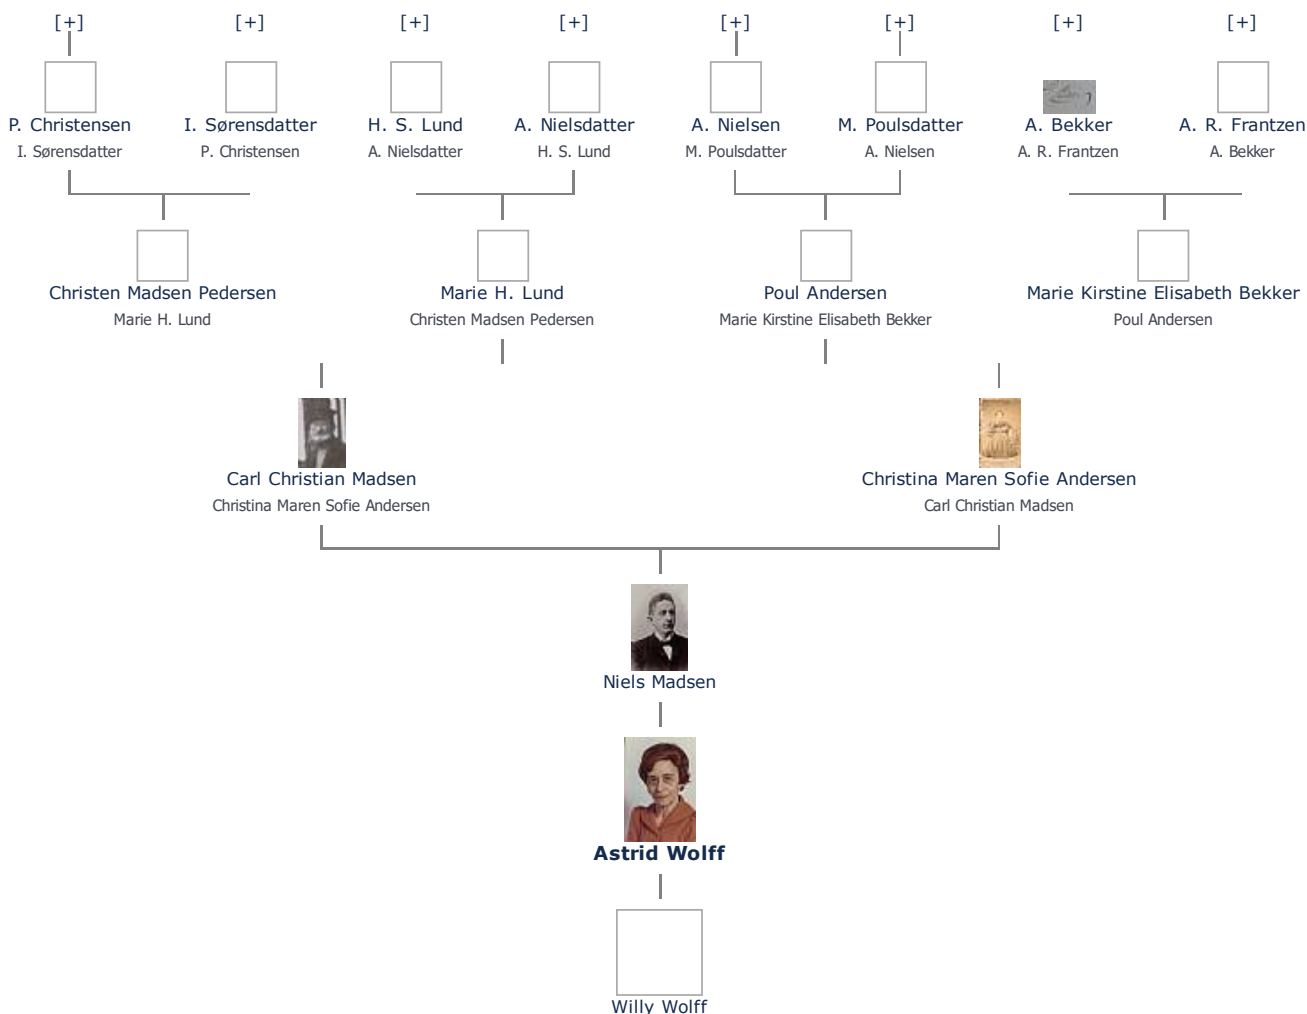 [+] [+] [+] [+] [+] [+] [+] [+]
P. Christensen I. Sørensdatter H. S. Lund A. Nielsdatter A. Nielsen M. Poulsdatter A. Bekker A. R. Frantzen
I. Sørensdatter P. Christensen A. Nielsdatter H. S. Lund M. Poulsdatter A. Nielsen A. R. Frantzen A. Bekker
Christen Madsen Pedersen Marie H. Lund Poul Andersen Marie Kirstine Elisabeth Bekker
Marie H. Lund Christen Madsen Pedersen Marie Kirstine Elisabeth Bekker Poul Andersen
Carl Christian Madsen Christina Maren Sofie Andersen
Christina Maren Sofie Andersen Carl Christian Madsen
Niels Madsen
Astrid Wolff
Willy Wolff